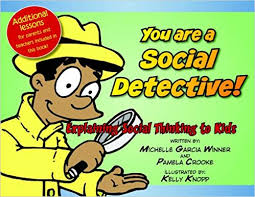 Additional
lessons
for parents and
teachers included in
this book!
You are a
Social
Detective!
Explaining Social Thinking to Kids
WRITTEN BY:
MICHELLE GARCIA WINNER
AND
PAMELA CROOKE
ILLUSTRATED BY:
KELLY KNOPP